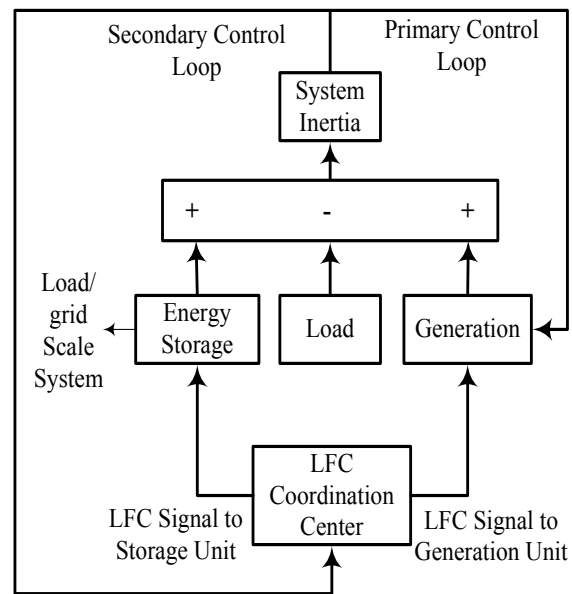 Secondary Control
Loop
Primary Control
Loop
System
Inertia
+ - +
Load/
grid
Scale
System
Energy
Storage
Load
Generation
LFC
Coordination
Center
LFC Signal to
Storage Unit
LFC Signal to
Generation Unit